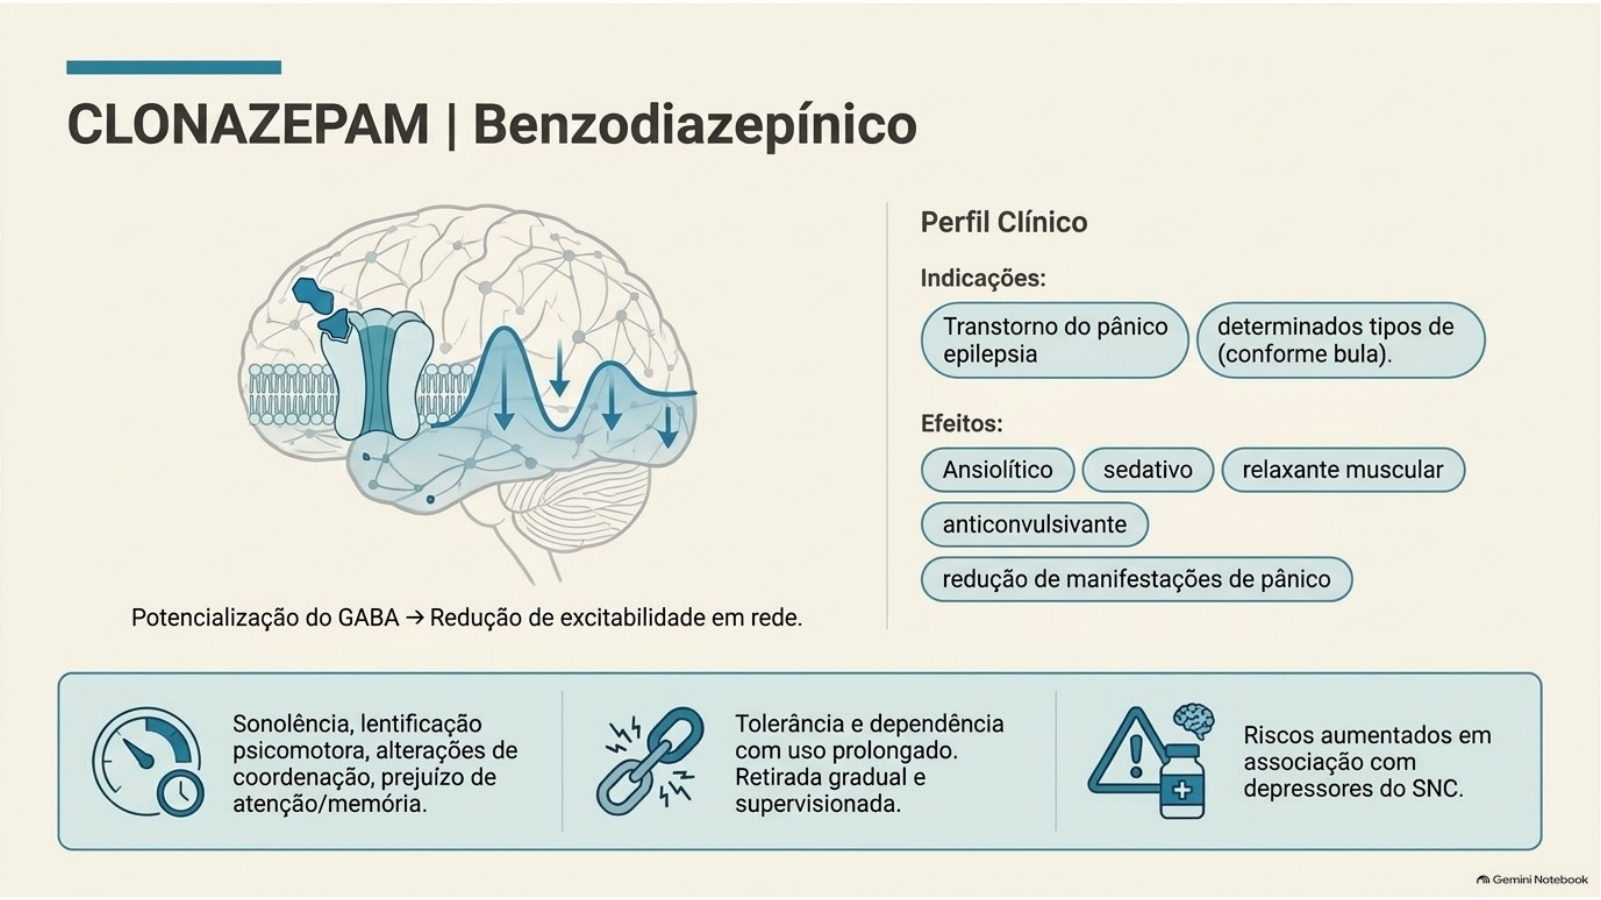 CLONAZEPAM | Benzodiazepínico
Potencialização do GABA → Redução de excitabilidade em rede.
Perfil Clínico
Indicações:
Transtorno do pânico
epilepsia
determinados tipos de
(conforme bula).
Efeitos:
Ansiolítico
sedativo
relaxante muscular
anticonvulsivante
redução de manifestações de pânico
Sonolência, lentificação
psicomotora, alterações de
coordenação, prejuízo de
atenção/memória.
Tolerância e dependência
com uso prolongado.
Retirada gradual e
supervisionada.
Riscos aumentados em
associação com
depressores do SNC.
Gemini Notebook